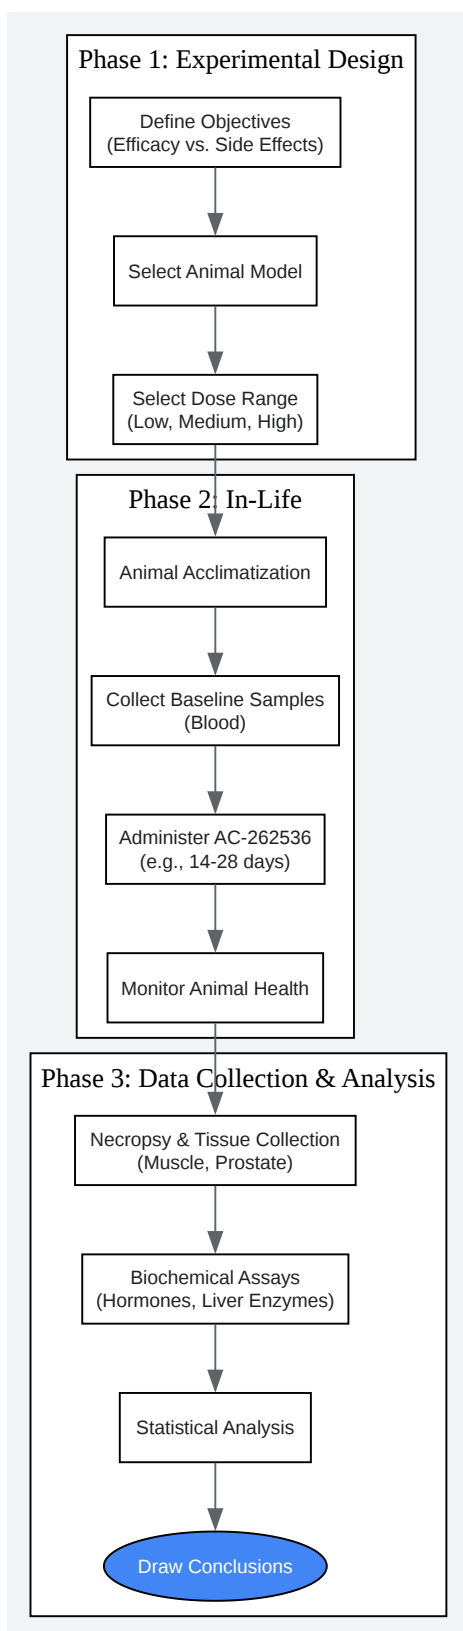 Phase 1: Experimental Design
Define Objectives
(Efficacy vs. Side Effects)
Select Animal Model
Select Dose Range
(Low, Medium, High)
Phase 2: In-Life
Animal Acclimatization
Collect Baseline Samples
(Blood)
Administer AC-262536
(e.g., 14-28 days)
Monitor Animal Health
Phase 3: Data Collection & Analysis
Necropsy & Tissue Collection
(Muscle, Prostate)
Biochemical Assays
(Hormones, Liver Enzymes)
Statistical Analysis
Draw Conclusions